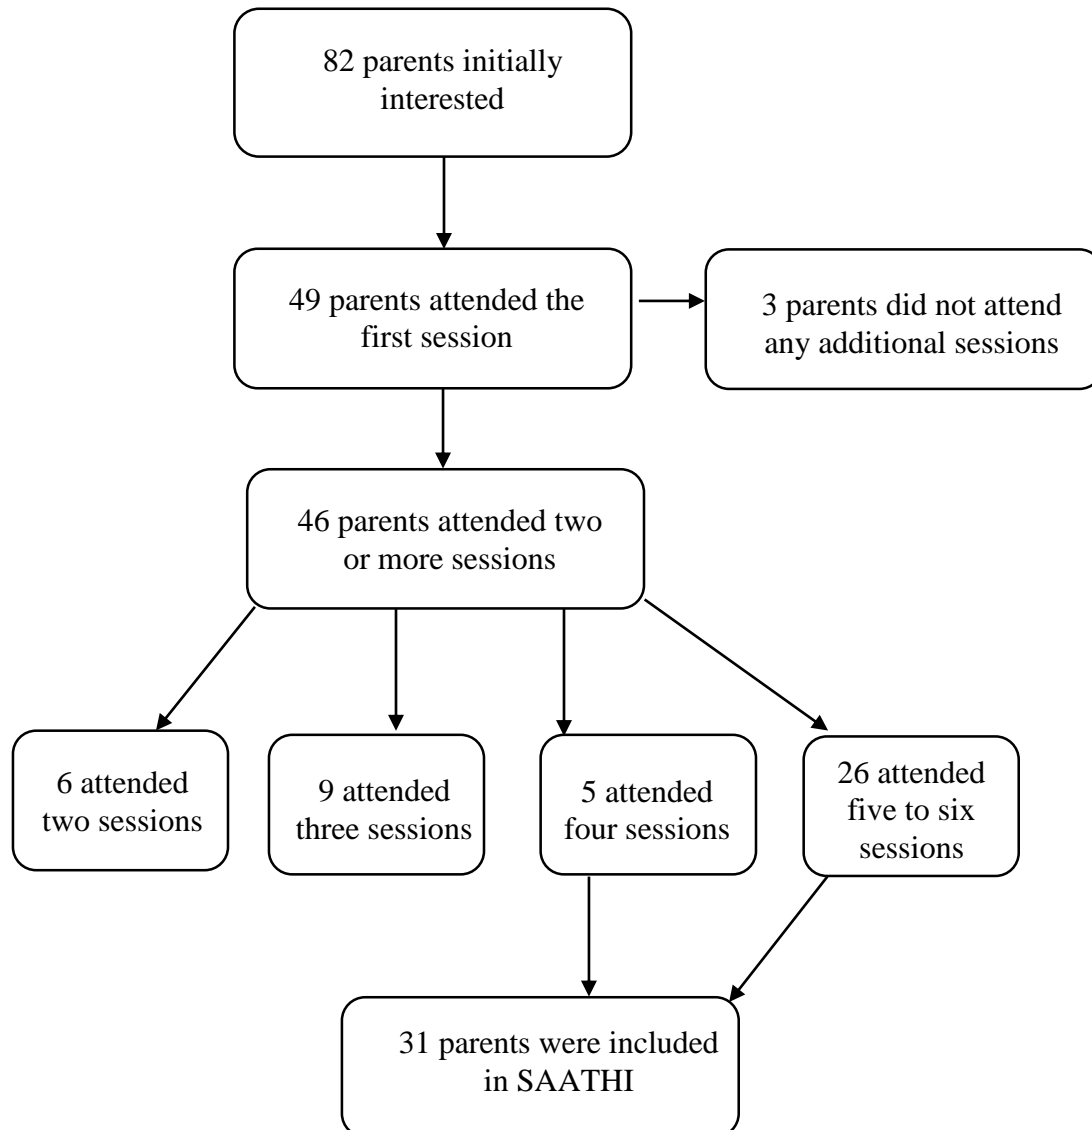 82 parents initially
interested
49 parents attended the
first session
3 parents did not attend
any additional sessions
46 parents attended two
or more sessions
6 attended
two sessions
9 attended
three sessions
5 attended
four sessions
26 attended
five to six
sessions
31 parents were included
in SAATHI